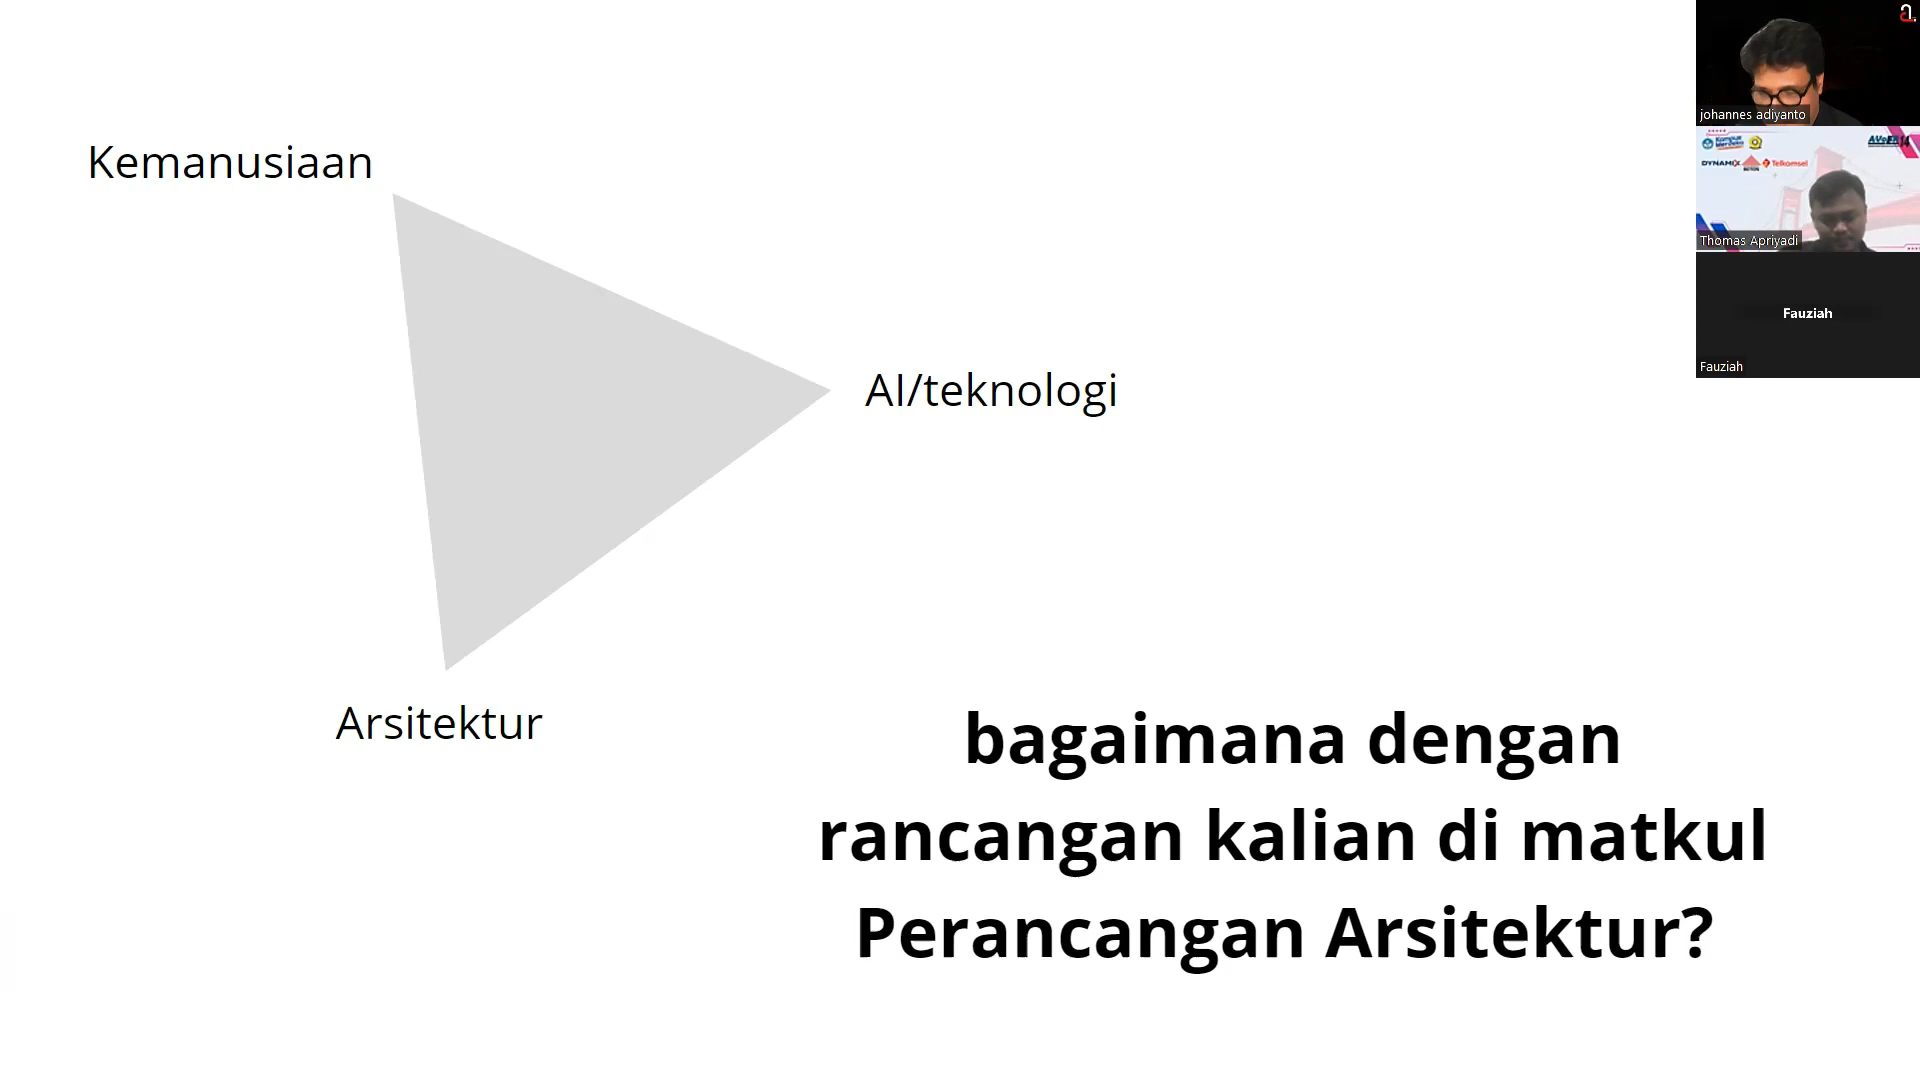 Kemanusiaan
AI/teknologi
Arsitektur
bagaimana dengan
rancangan kalian di matkul
Perancangan Arsitektur?
johannes adiyanto
DYNAMIX
BETON
Telkomsel
Thomas Apriyadi
Fauziah
Fauziah